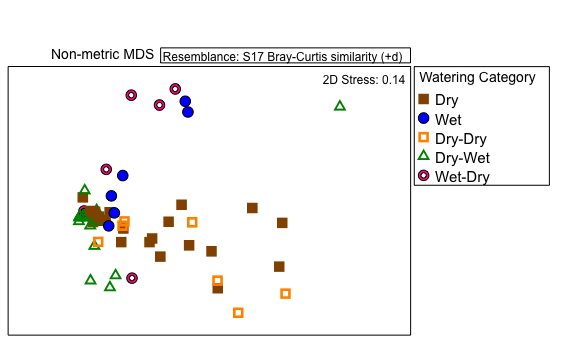 Non-metric MDS
Resemblance: S17 Bray-Curtis similarity (+d)
2D Stress: 0.14
Watering Category
Dry
Wet
Dry-Dry
Dry-Wet
Wet-Dry